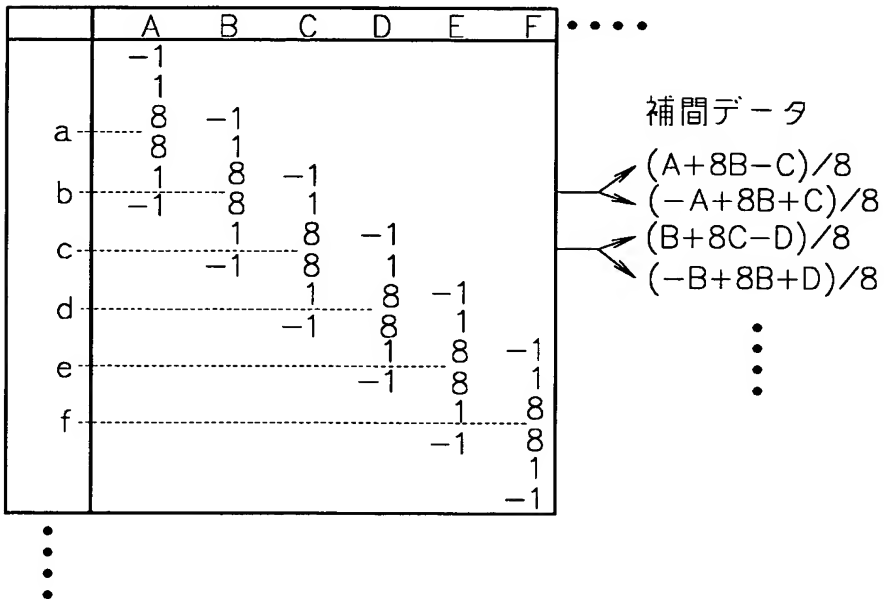 A B C D E F ••••
-1
1
8 -1
a 8 1
1 8 -1
b -1 8 1
1 8 -1
c -1 8 1
1 8 -1
d -1 8 1
1 8 -1
e -1 8 1
1 8
f -1 8
1
-1
補間データ
(A+8B-C)/8
(-A+8B+C)/8
(B+8C-D)/8
(-B+8B+D)/8